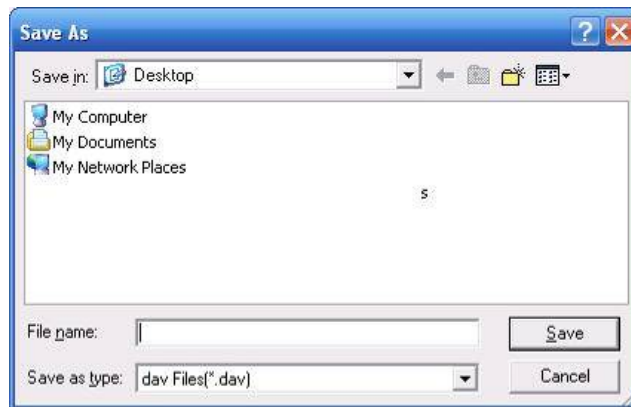 Save As
Save in: Desktop
My Computer
My Documents
My Network Places
s
File name: Save
Save as type: dav Files(*.dav) Cancel